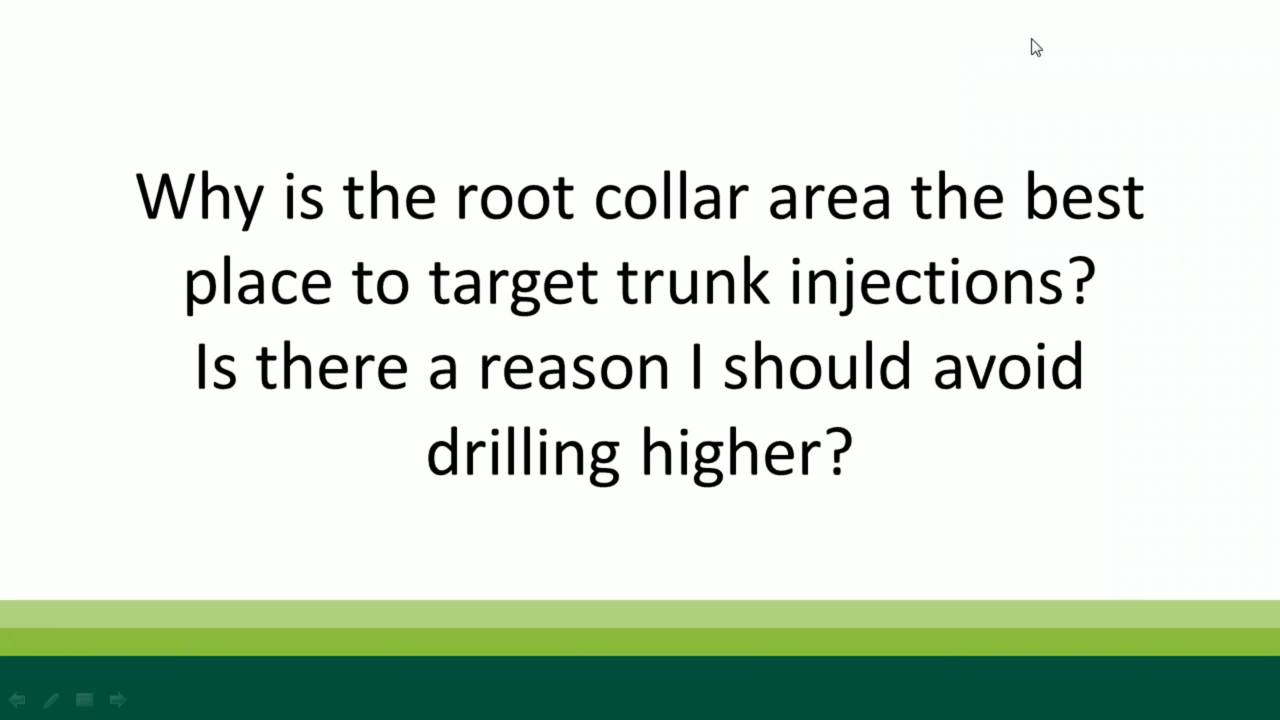 Why is the root collar area the best
place to target trunk injections?
Is there a reason I should avoid
drilling higher?